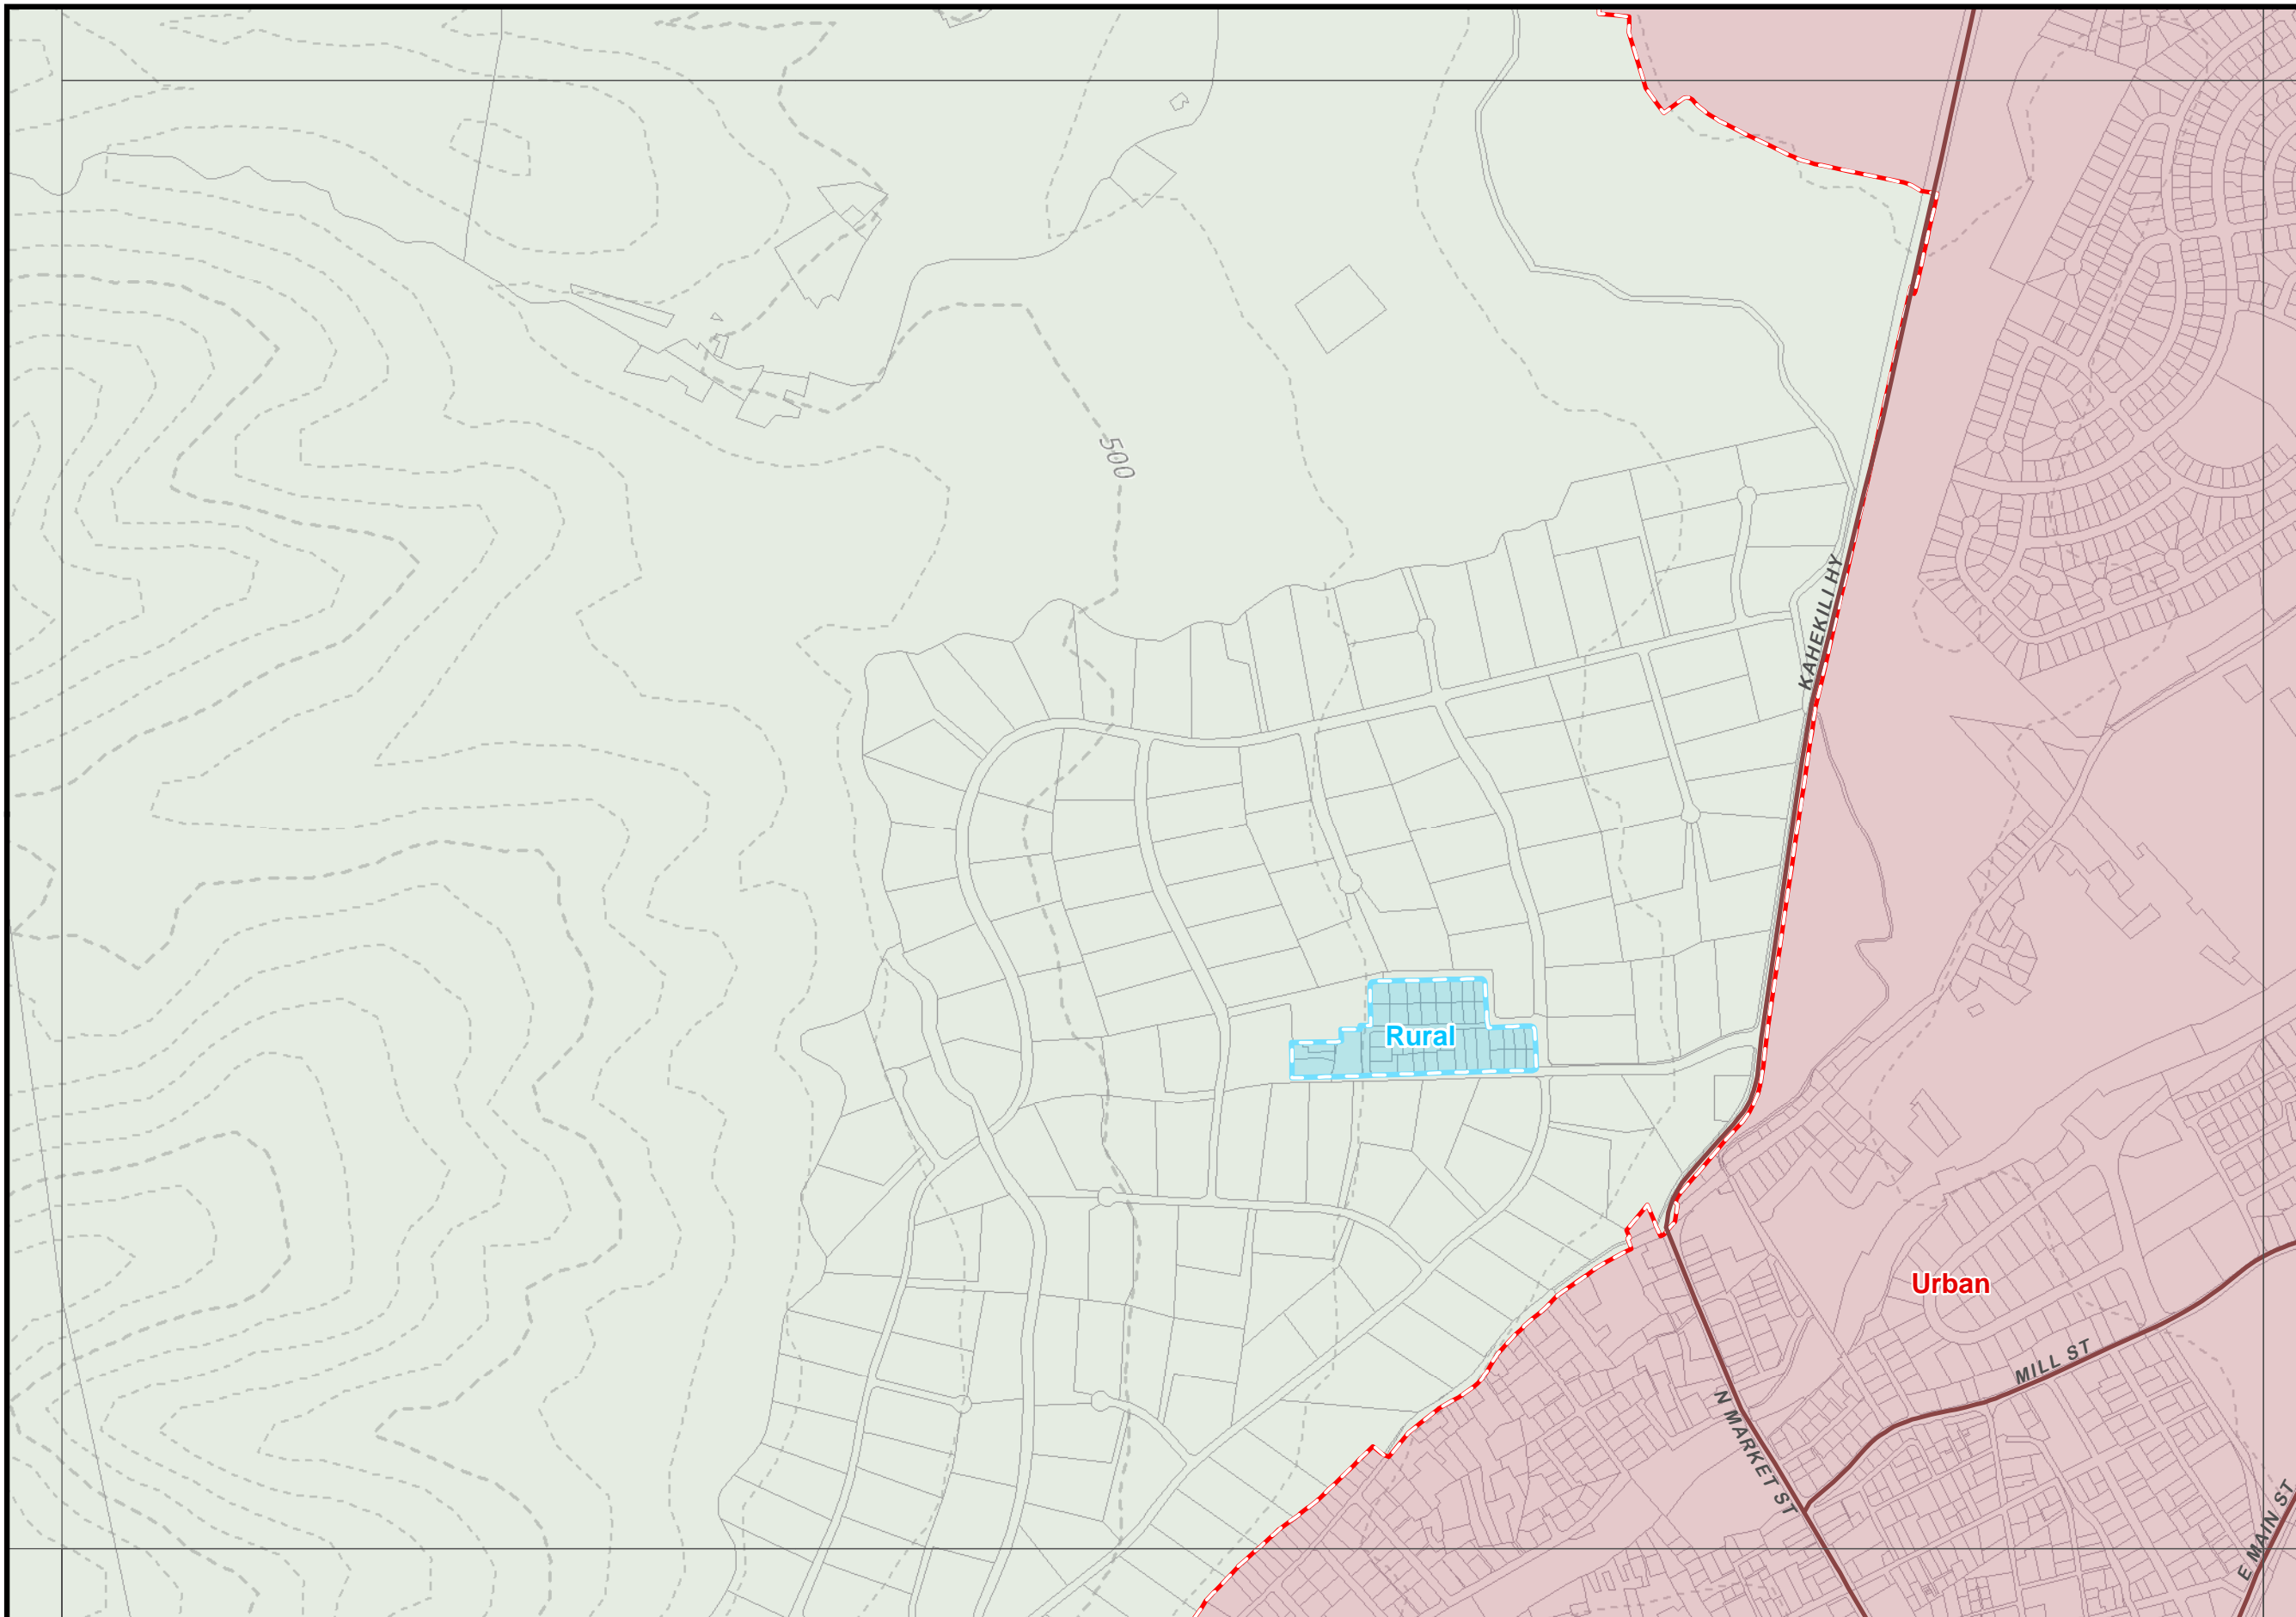 500
KAHEKILI HY
Rural
Urban
MILL ST
N MARKET ST
E MAIN ST